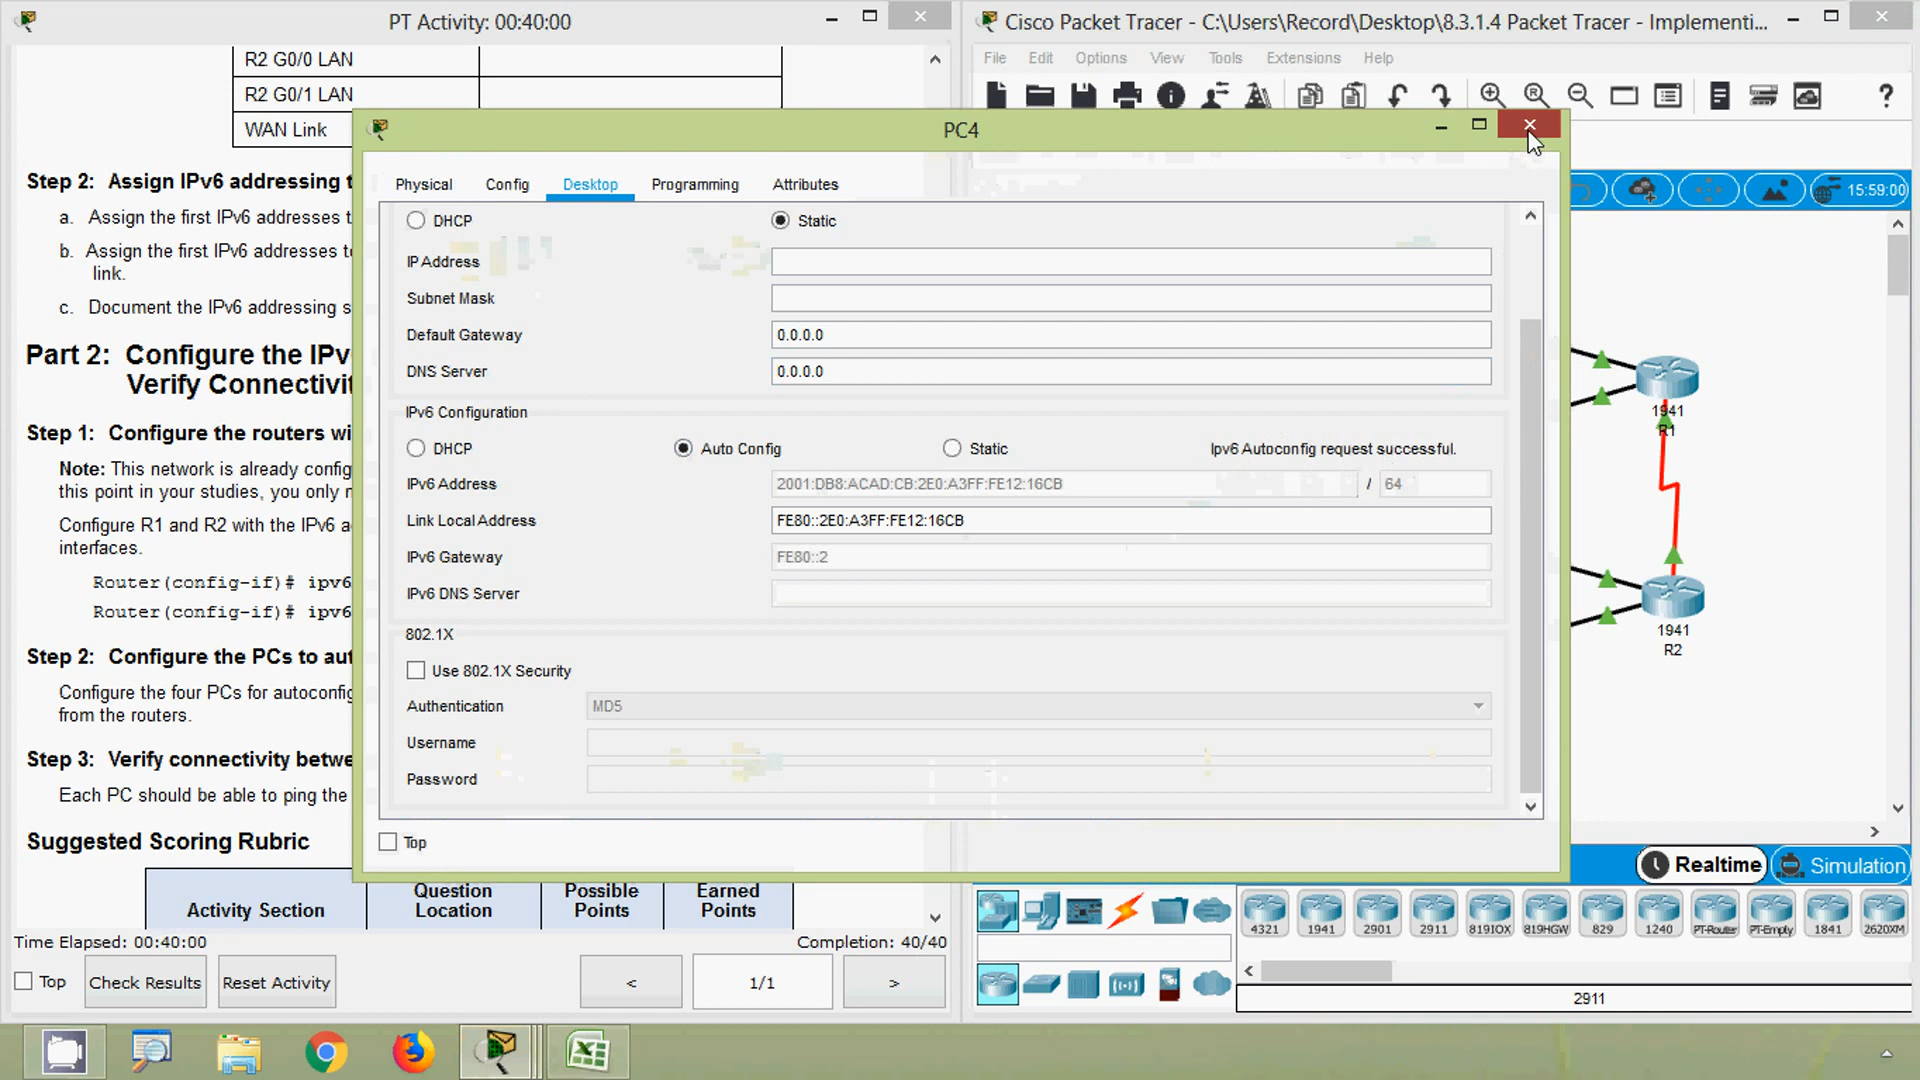 PT Activity: 00:40:00
R2 G0/0 LAN
R2 G0/1 LAN
WAN Link
Step 2: Assign IPv6 addressing t
a. Assign the first IPv6 addresses t
b. Assign the first IPv6 addresses t
link.
c. Document the IPv6 addressing s
Part 2: Configure the IPv
Verify Connectivit
Step 1: Configure the routers wi
Note: This network is already config
this point in your studies, you only n
Configure R1 and R2 with the IPv6 a
interfaces.
Router(config-if)# ipv6
Router(config-if)# ipv6
Step 2: Configure the PCs to aut
Configure the four PCs for autoconfig
from the routers.
Step 3: Verify connectivity betwe
Each PC should be able to ping the
Suggested Scoring Rubric
Activity Section
Question Location
Possible Points
Earned Points
Time Elapsed: 00:40:00
Completion: 40/40
Top
Check Results
Reset Activity
<
1/1
>
PC4
Physical Config Desktop Programming Attributes
DHCP Static
IP Address
Subnet Mask
Default Gateway 0.0.0.0
DNS Server 0.0.0.0
IPv6 Configuration
DHCP Auto Config Static Ipv6 Autoconfig request successful.
IPv6 Address 2001:DB8:ACAD:CB:2E0:A3FF:FE12:16CB / 64
Link Local Address FE80::2E0:A3FF:FE12:16CB
IPv6 Gateway FE80::2
IPv6 DNS Server
802.1X
Use 802.1X Security
Authentication MD5
Username
Password
Top
Cisco Packet Tracer - C:\Users\Record\Desktop\8.3.1.4 Packet Tracer - Implementi...
File Edit Options View Tools Extensions Help
15:59:00
1941
R1
1941
R2
Realtime Simulation
4321 1941 2901 2911 819IOX 819HGW 829 1240 PT-Router PT-Empty 1841 2620XM
2911